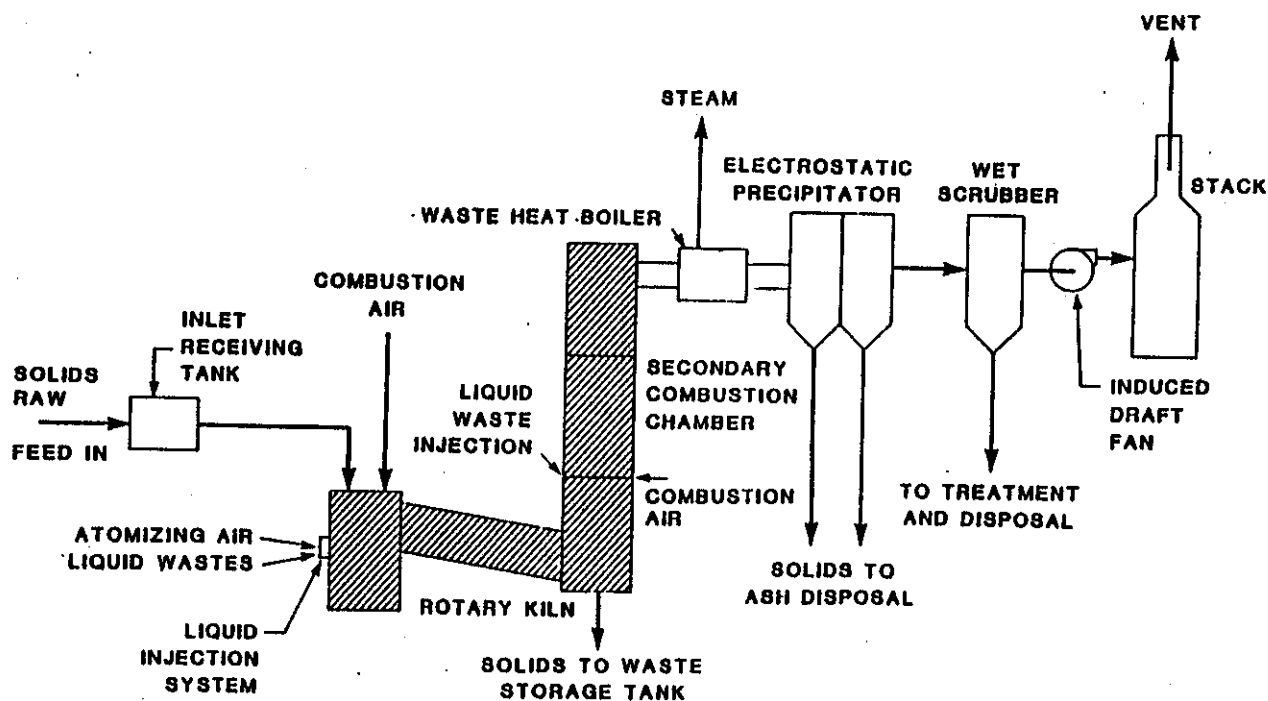 VENT
STEAM
ELECTROSTATIC
PRECIPITATOR
WET
SCRUBBER
STACK
WASTE HEAT BOILER
COMBUSTION
AIR
INLET
RECEIVING
TANK
SOLIDS
RAW
FEED IN
LIQUID
WASTE
INJECTION
SECONDARY
COMBUSTION
CHAMBER
INDUCED
DRAFT
FAN
COMBUSTION
AIR
TO TREATMENT
AND DISPOSAL
ATOMIZING AIR
LIQUID WASTES
SOLIDS TO
ASH DISPOSAL
ROTARY KILN
LIQUID
INJECTION
SYSTEM
SOLIDS TO WASTE
STORAGE TANK